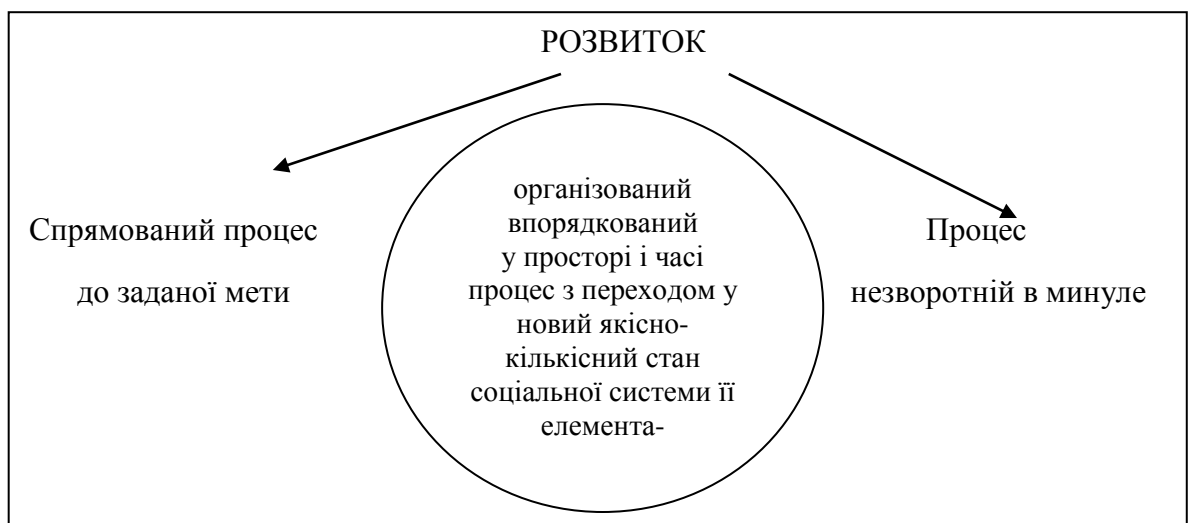 РОЗВИТОК
Спрямований процес
до заданої мети
організований
впорядкований
у просторі і часі
процес з переходом у
новий якісно-
кількісний стан
соціальної системи її
елемента-
Процес
незворотній в минуле